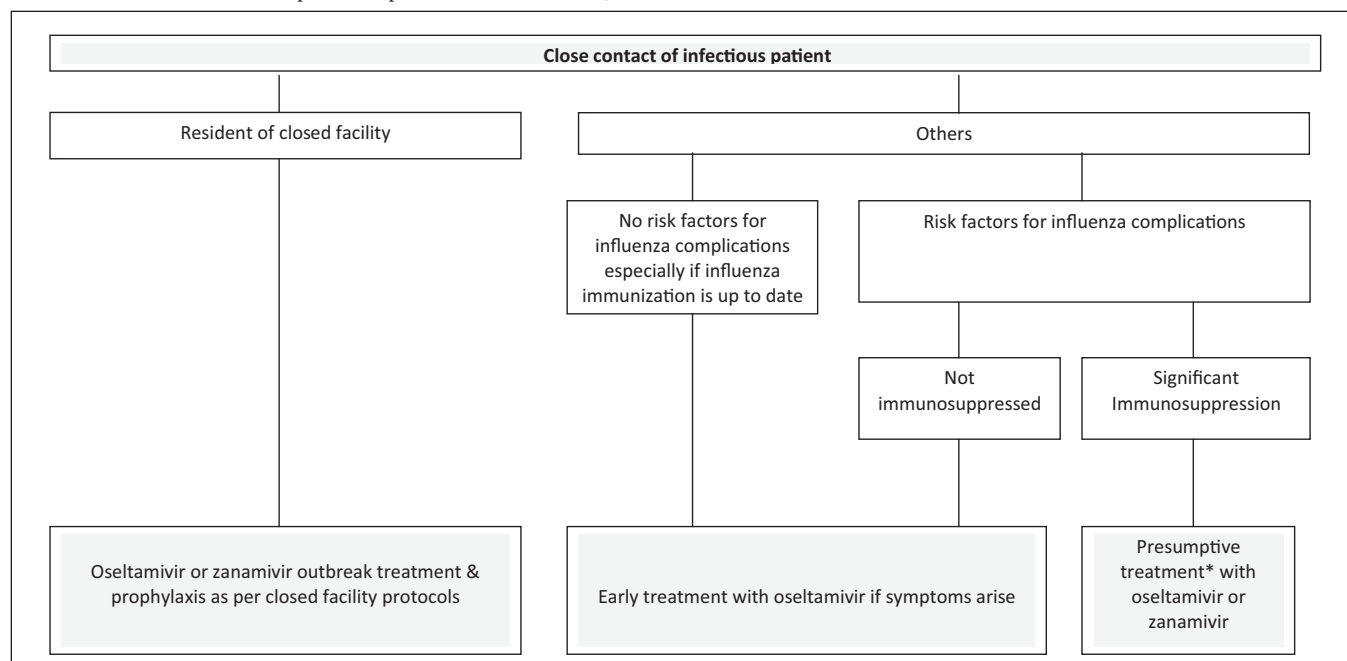 Close contact of infectious patient
Resident of closed facility
Others
No risk factors for
influenza complications
especially if influenza
immunization is up to date
Risk factors for influenza complications
Not
immunosuppressed
Significant
Immunosuppression
Oseltamivir or zanamivir outbreak treatment &
prophylaxis as per closed facility protocols
Early treatment with oseltamivir if symptoms arise
Presumptive
treatment* with
oseltamivir or
zanamivir